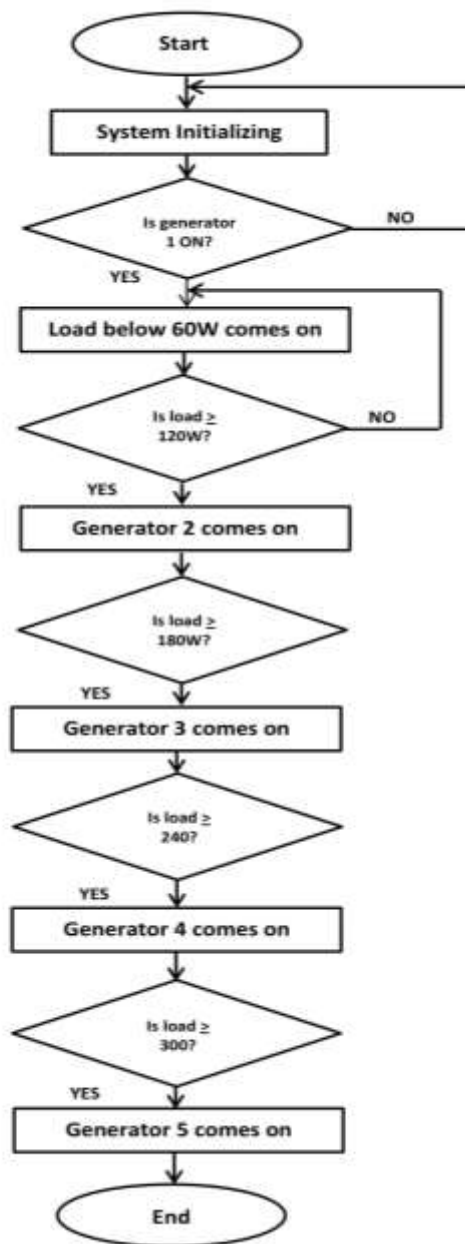 Start
System Initializing
Is generator
1 ON?
NO
YES
Load below 60W comes on
Is load ≥
120W?
NO
YES
Generator 2 comes on
Is load ≥
180W?
YES
Generator 3 comes on
Is load ≥
240?
YES
Generator 4 comes on
Is load ≥
300?
YES
Generator 5 comes on
End